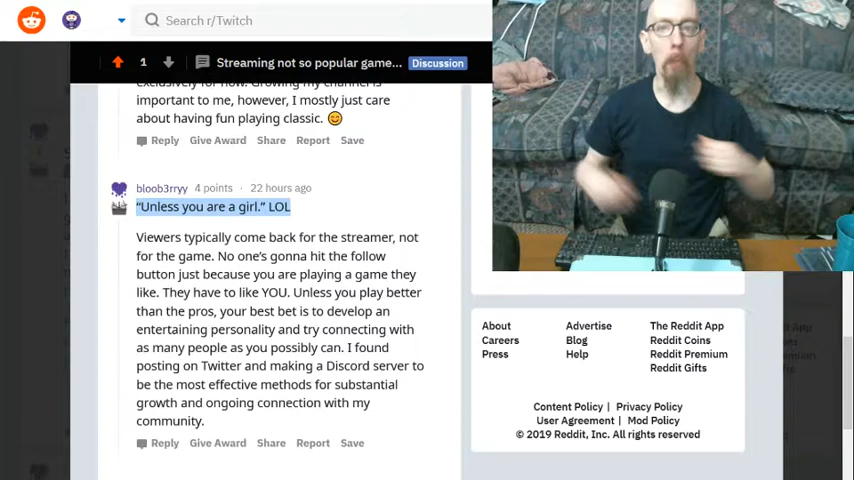 Search r/Twitch
1
Streaming not so popular game...
Discussion
important to me, however, I mostly just care
about having fun playing classic. 😊
Reply Give Award Share Report Save
bloob3rryy 4 points · 22 hours ago
“Unless you are a girl.” LOL
Viewers typically come back for the streamer, not
for the game. No one’s gonna hit the follow
button just because you are playing a game they
like. They have to like YOU. Unless you play better
than the pros, your best bet is to develop an
entertaining personality and try connecting with
as many people as you possibly can. I found
posting on Twitter and making a Discord server to
be the most effective methods for substantial
growth and ongoing connection with my
community.
Reply Give Award Share Report Save
About Advertise The Reddit App
Careers Blog Reddit Coins
Press Help Reddit Premium
Reddit Gifts
Content Policy | Privacy Policy
User Agreement | Mod Policy
© 2019 Reddit, Inc. All rights reserved